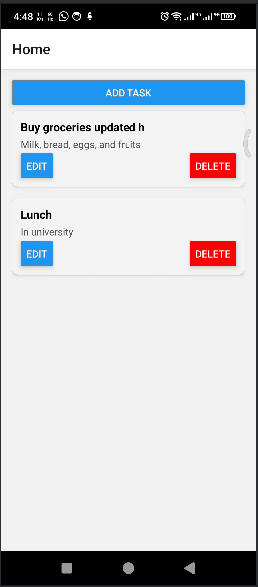 4:48
Home
ADD TASK
Buy groceries updated h
Milk, bread, eggs, and fruits
EDIT
DELETE
Lunch
In university
EDIT
DELETE